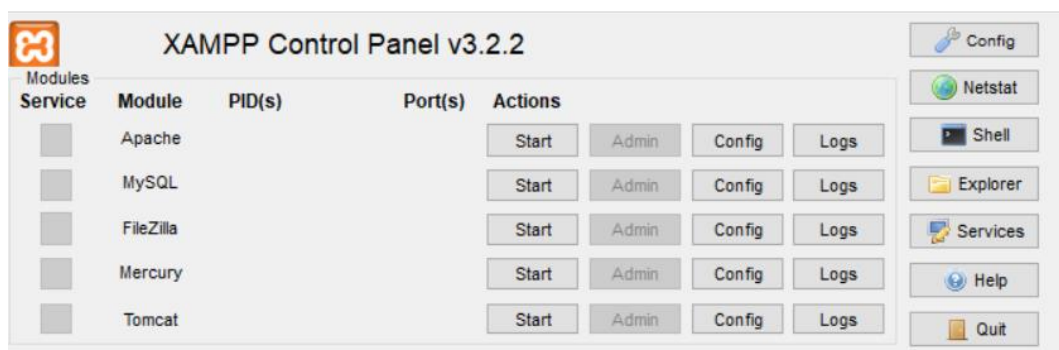 XAMPP Control Panel v3.2.2
Modules
Service Module PID(s) Port(s) Actions
Apache Start Admin Config Logs
MySQL Start Admin Config Logs
FileZilla Start Admin Config Logs
Mercury Start Admin Config Logs
Tomcat Start Admin Config Logs
Config
Netstat
Shell
Explorer
Services
Help
Quit